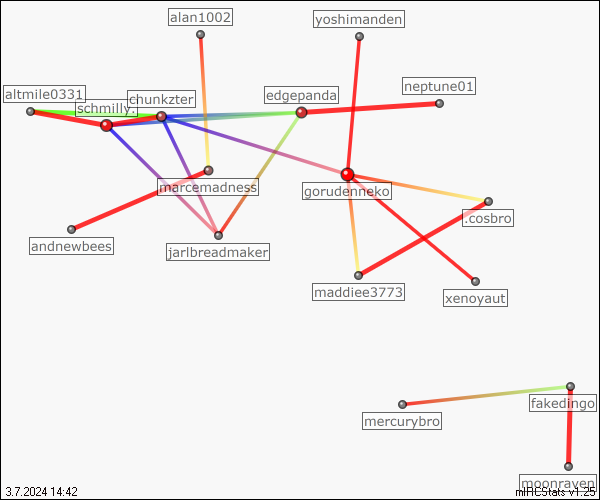 alan1002
yoshimanden
neptune01
altmile0331
chunkzter
edgepanda
schmilly.
marcemadness
gorudenneko
.cosbro
andnewbees
jarlbreadmaker
maddiee3773
xenoyaut
fakedingo
mercurybro
moonraven
3.7.2024 14:42
mIRCStats v1.25